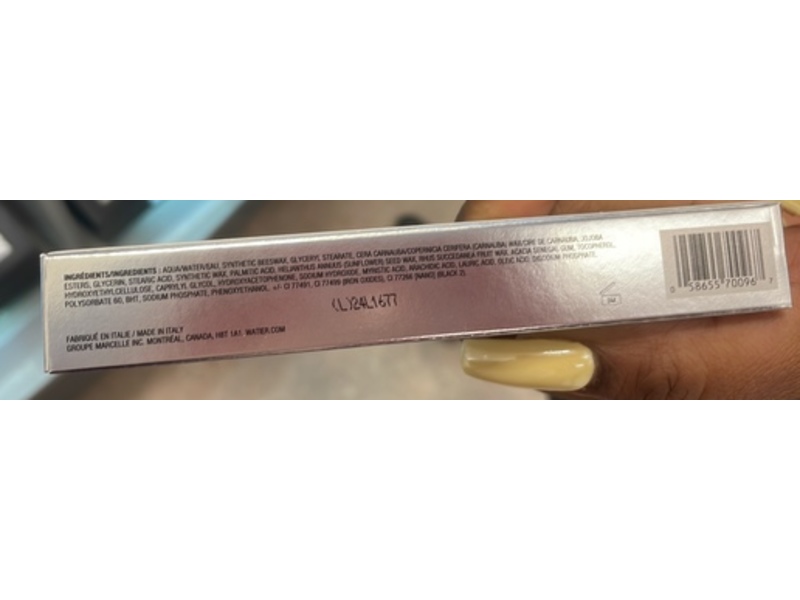 INGRÉDIENTS/INGREDIENTS : AQUA/WATER/EAU, SYNTHETIC BEESWAX, GLYCERYL STEARATE, CERA CARNAUBA/COPERNICIA CERIFERA (CARNAUBA) WAX/CIRE DE CARNAUBA, JOJOBA
ESTERS, GLYCERIN, STEARIC ACID, SYNTHETIC WAX, PALMITIC ACID, HELIANTHUS ANNUUS (SUNFLOWER) SEED WAX, RHUS SUCCEDANEA FRUIT WAX, ACACIA SENEGAL GUM, TOCOPHEROL,
HYDROXYETHYLCELLULOSE, CAPRYLYL GLYCOL, HYDROXYACETOPHENONE, SODIUM HYDROXIDE, MYRISTIC ACID, ARACHIDIC ACID, LAURIC ACID, OLEIC ACID, DISODIUM PHOSPHATE,
POLYSORBATE 60, BHT, SODIUM PHOSPHATE, PHENOXYETHANOL. +/- CI 77491, CI 77499 (IRON OXIDES), CI 77266 [NANO] (BLACK 2).
(L)24L1677
FABRIQUÉ EN ITALIE / MADE IN ITALY
GROUPE MARCELLE INC. MONTRÉAL, CANADA, H8T 1A1 WATIER.COM
0 58655 70096 7